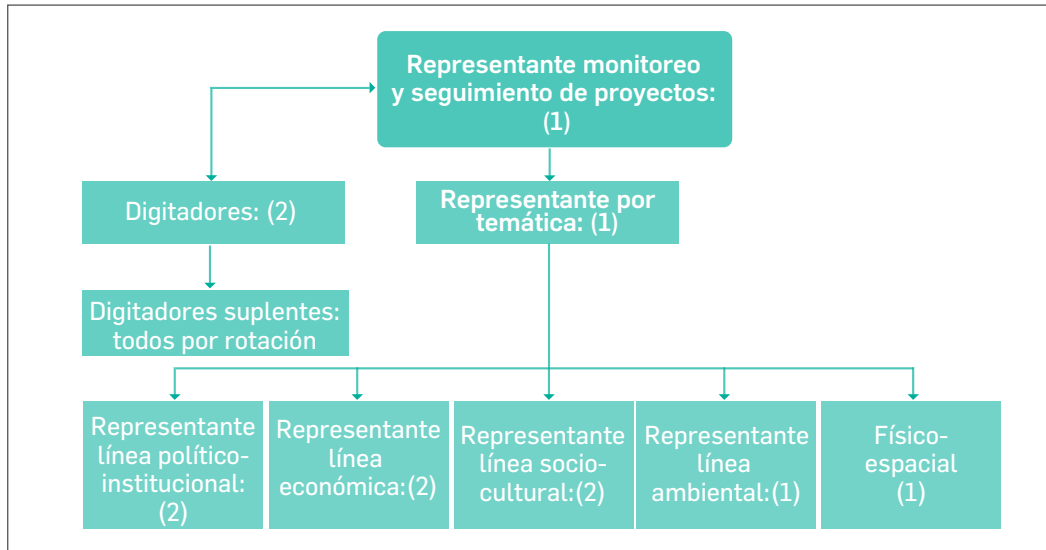 Representante monitoreo
y seguimiento de proyectos:
(1)
Digitadores: (2)
Representante por
temática: (1)
Digitadores suplentes:
todos por rotación
Representante
línea político-
institucional:
(2)
Representante
línea
económica:(2)
Representante
línea socio-
cultural:(2)
Representante
línea
ambiental:(1)
Físico-
espacial
(1)